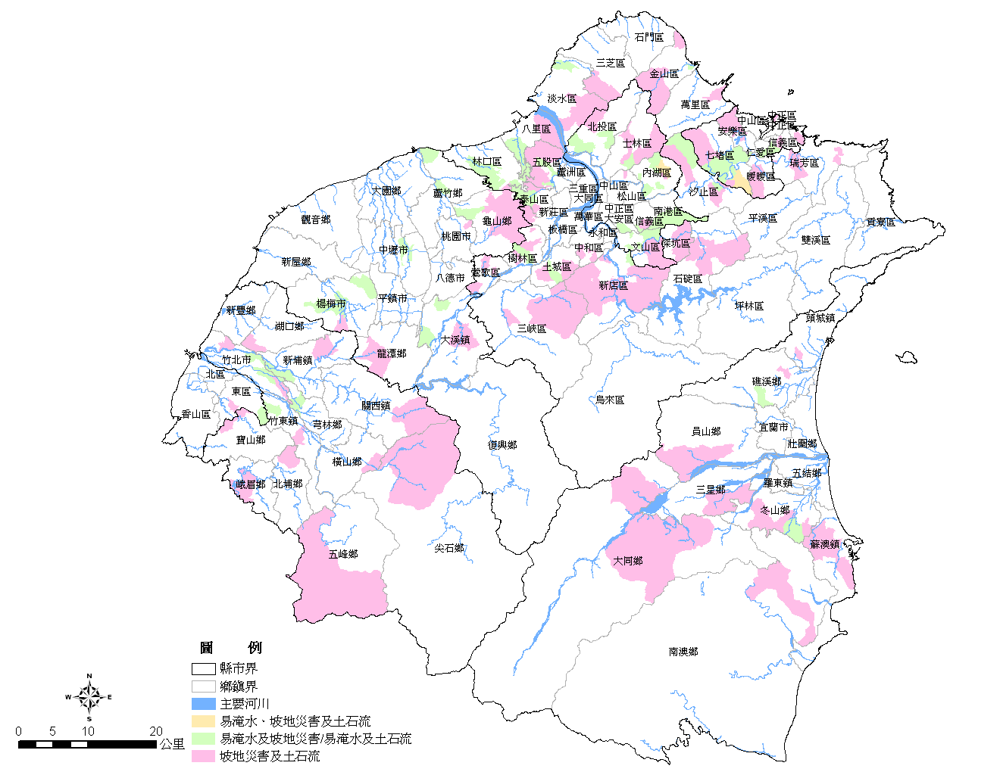 石門區
三芝區
金山區
淡水區
萬里區
北投區
中山區
中正區
中正區
安樂區
八里區
士林區
信義區
七堵區
仁愛區
林口區
五股區
瑞芳區
蘆洲區
內湖區
暖暖區
大園鄉
蘆竹鄉
三重區
中山區
汐止區
泰山區
大同區
松山區
新莊區
中正區
南港區
觀音鄉
龜山鄉
萬華區
大安區
信義區
平溪區
貢寮區
板橋區
永和區
桃園市
雙溪區
中壢市
中和區
文山區
深坑區
新屋鄉
樹林區
土城區
鶯歌區
八德市
新店區
石碇區
楊梅市
平鎮市
新豐鄉
坪林區
頭城鎮
湖口鄉
三峽區
大溪鎮
龍潭鄉
竹北市
新埔鎮
北區
礁溪鄉
東區
烏來區
關西鎮
香山區
竹東鎮
芎林鄉
宜蘭市
員山鄉
寶山鄉
復興鄉
壯圍鄉
橫山鄉
五結鄉
峨眉鄉
北埔鄉
羅東鎮
三星鄉
冬山鄉
蘇澳鎮
尖石鄉
五峰鄉
大同鄉
南澳鄉
圖 例
縣市界
鄉鎮界
主要河川
易淹水、坡地災害及土石流
易淹水及坡地災害/易淹水及土石流
坡地災害及土石流
N
W E
S
0 5 10 20
公里